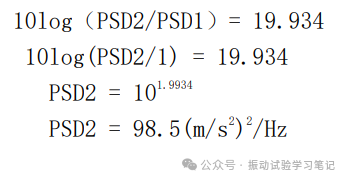 10log（PSD2/PSD1）= 19.934
10log(PSD2/1) = 19.934
PSD2 = 10^1.9934
PSD2 = 98.5(m/s²)²/Hz
公众号 · 振动试验学习笔记